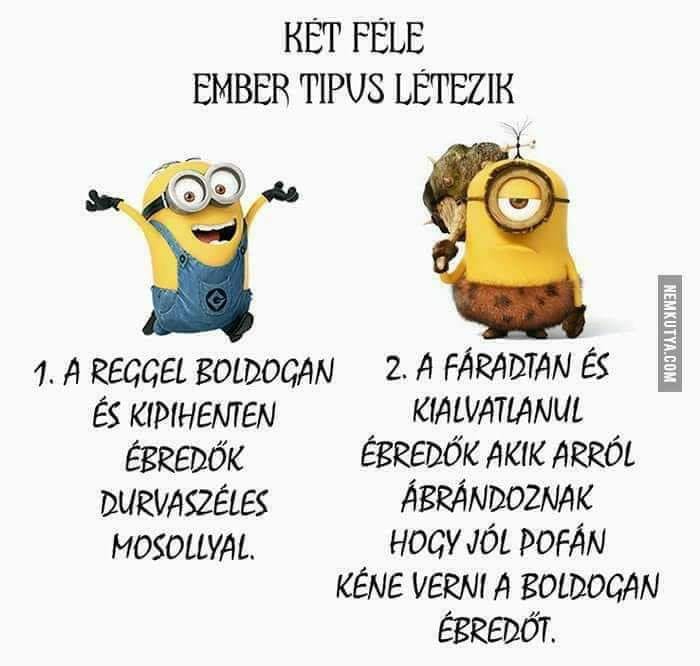 KÉT FÉLE
EMBER TIPUS LÉTEZIK
1. A REGGEL BOLDOGAN
ÉS KIPIHENTEN
ÉBREDŐK
DURVASZÉLES
MOSOLLYAL.
2. A FÁRADTAN ÉS
KIALVATLANUL
ÉBREDŐK AKIK ARRÓL
ÁBRÁNDOZNAK
HOGY JÓL POFÁN
KÉNE VERNI A BOLDOGAN
ÉBREDŐT.
NEMKUTYA.COM